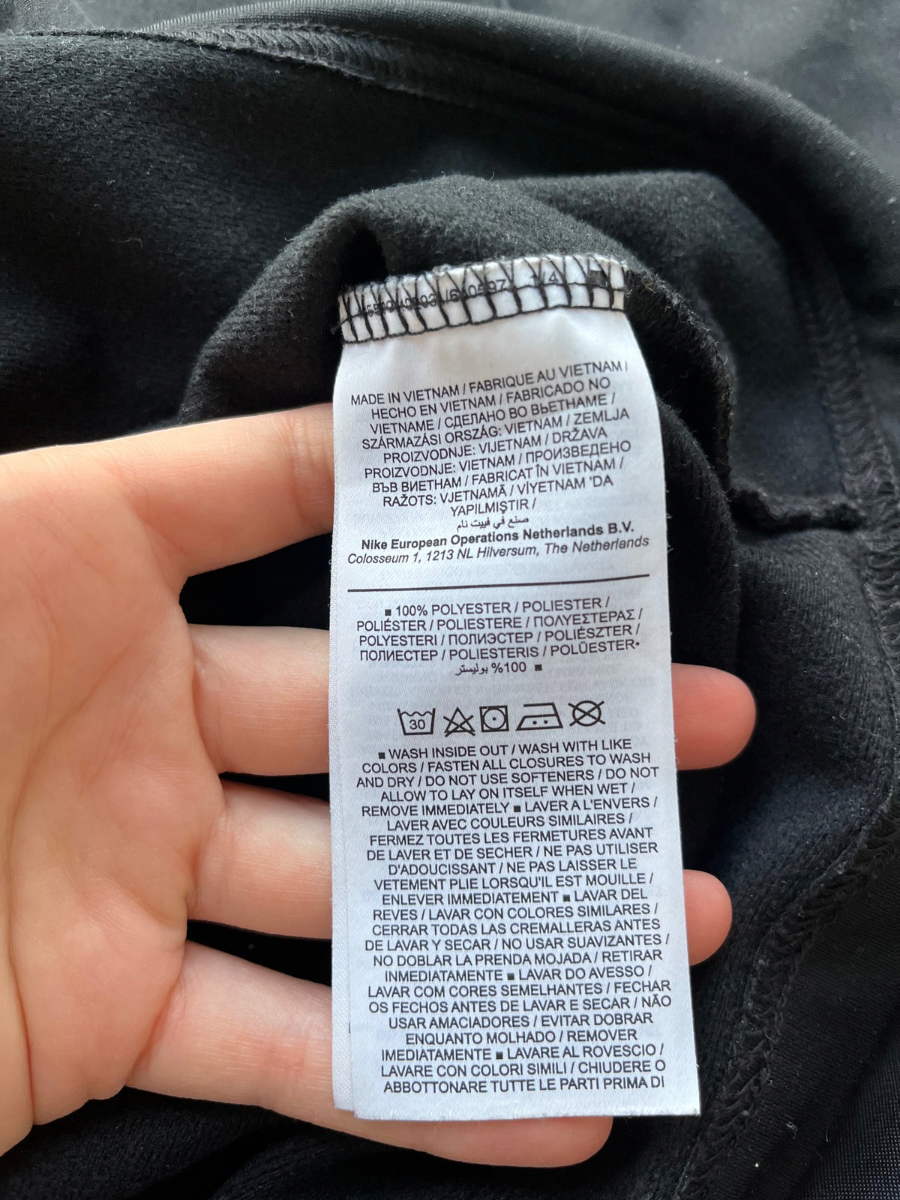 1/4
MADE IN VIETNAM / FABRIQUE AU VIETNAM /
HECHO EN VIETNAM / FABRICADO NO
VIETNAME / СДЕЛАНО ВО ВЬЕТНАМЕ /
SZÁRMAZÁSI ORSZÁG: VIETNAM / ZEMLJA
PROIZVODNJE: VIJETNAM / DRŽAVA
PROIZVODNJE: VIETNAM / ПРОИЗВЕДЕНО
ВЪВ ВИЕТНАМ / FABRICAT ÎN VIETNAM /
RAŽOTS: VJETNAMĀ / VİYETNAM 'DA
YAPILMIŞTIR /
صنع في فييت نام
Nike European Operations Netherlands B.V.
Colosseum 1, 1213 NL Hilversum, The Netherlands
■ 100% POLYESTER / POLIESTER /
POLIÉSTER / POLIESTERE / ΠΟΛΥΕΣΤΕΡΑΣ /
POLYESTERI / ПОЛИЭСТЕР / POLIÉSZTER /
ПОЛИЕСТЕР / POLIESTERIS / POLÜESTER•
100% بوليستر ■
30
■ WASH INSIDE OUT / WASH WITH LIKE
COLORS / FASTEN ALL CLOSURES TO WASH
AND DRY / DO NOT USE SOFTENERS / DO NOT
ALLOW TO LAY ON ITSELF WHEN WET /
REMOVE IMMEDIATELY ■ LAVER A L'ENVERS /
LAVER AVEC COULEURS SIMILAIRES /
FERMEZ TOUTES LES FERMETURES AVANT
DE LAVER ET DE SECHER / NE PAS UTILISER
D'ADOUCISSANT / NE PAS LAISSER LE
VETEMENT PLIE LORSQU'IL EST MOUILLE /
ENLEVER IMMEDIATEMENT ■ LAVAR DEL
REVES / LAVAR CON COLORES SIMILARES /
CERRAR TODAS LAS CREMALLERAS ANTES
DE LAVAR Y SECAR / NO USAR SUAVIZANTES /
NO DOBLAR LA PRENDA MOJADA / RETIRAR
INMEDIATAMENTE ■ LAVAR DO AVESSO /
LAVAR COM CORES SEMELHANTES / FECHAR
OS FECHOS ANTES DE LAVAR E SECAR / NÃO
USAR AMACIADORES / EVITAR DOBRAR
ENQUANTO MOLHADO / REMOVER
IMEDIATAMENTE ■ LAVARE AL ROVESCIO /
LAVARE CON COLORI SIMILI / CHIUDERE O
ABBOTTONARE TUTTE LE PARTI PRIMA DI